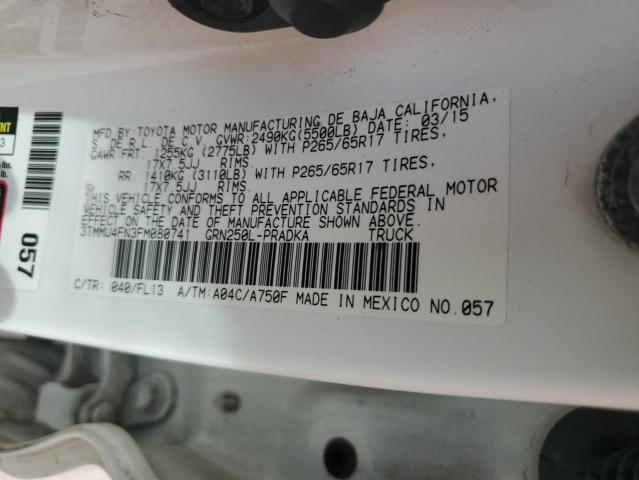 MFD BY:TOYOTA MOTOR MANUFACTURING DE BAJA CALIFORNIA,
S. DE R.L. DE C.V. GVWR:2490KG(5500LB) DATE: 03/15
GAWR:FRT. 1255KG (2775LB) WITH P265/65R17 TIRES,
17X7.5JJ RIMS.
RR. 1410KG (3110LB) WITH P265/65R17 TIRES,
17X7.5JJ RIMS.
THIS VEHICLE CONFORMS TO ALL APPLICABLE FEDERAL MOTOR
VEHICLE SAFETY AND THEFT PREVENTION STANDARDS IN
EFFECT ON THE DATE OF MANUFACTURE SHOWN ABOVE.
3TMMU4FN3FM080741 GRN250L-PRADKA TRUCK
C/TR: 040/FL13 A/TM:A04C/A750F MADE IN MEXICO NO.057
057